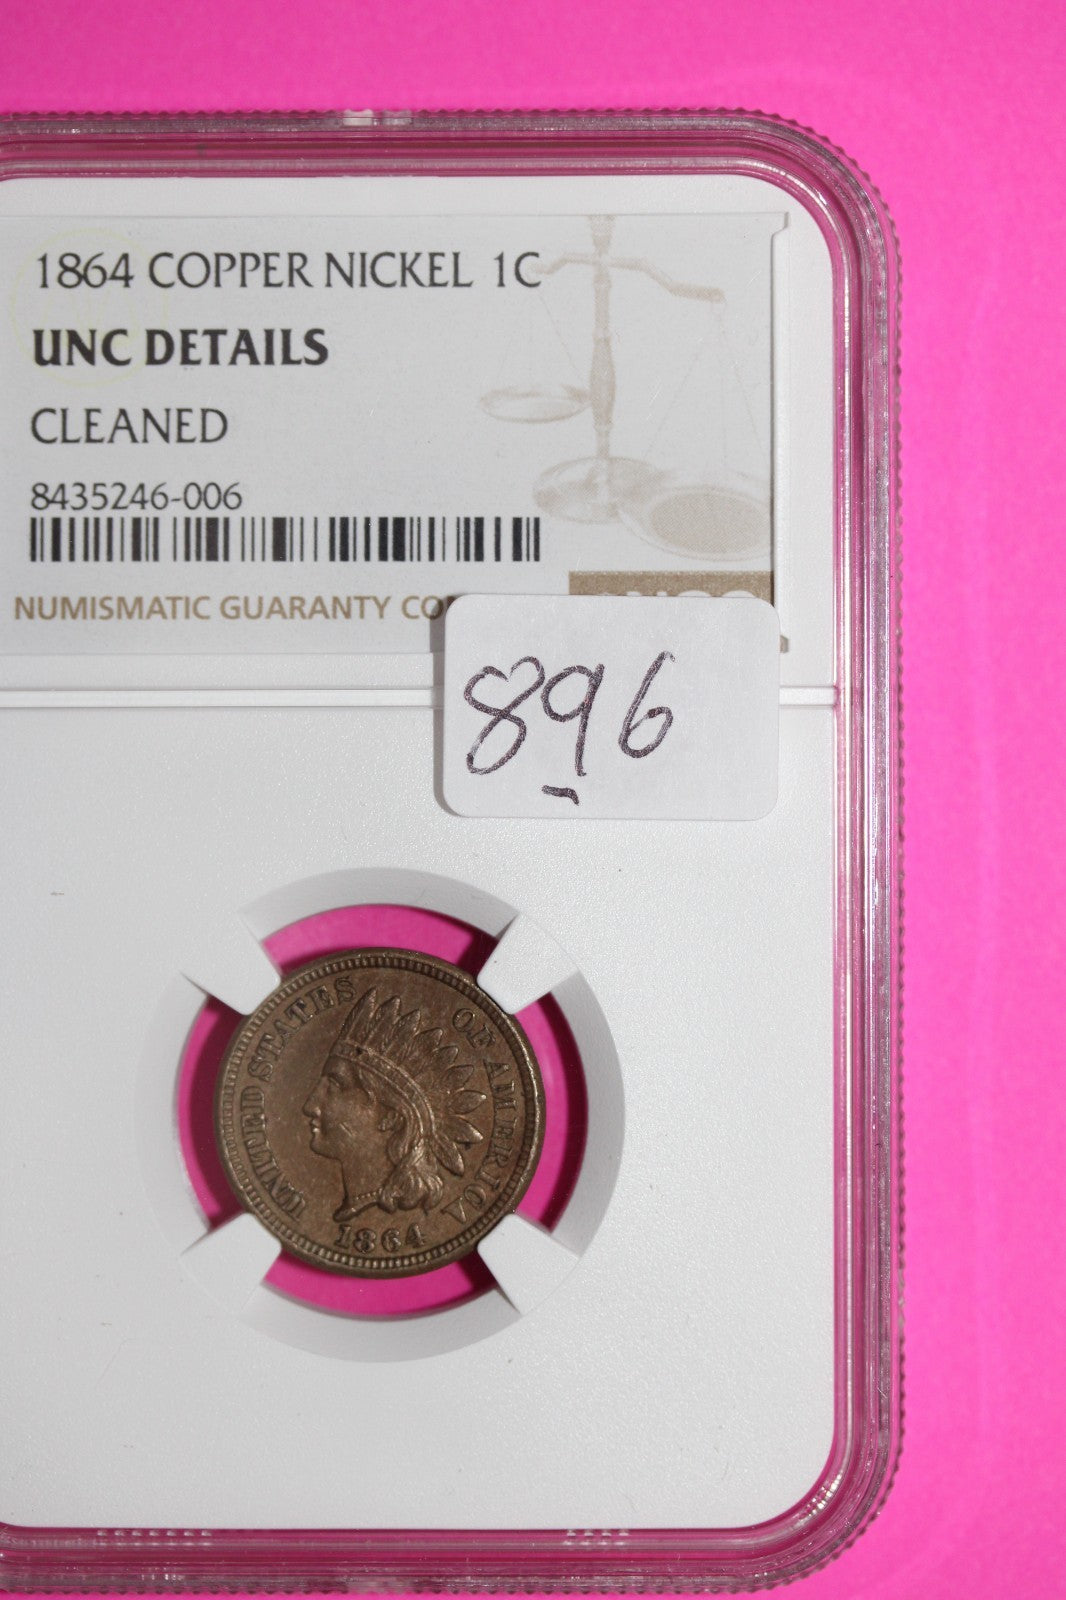 1864 COPPER NICKEL 1C
UNC DETAILS
CLEANED
8435246-006
NUMISMATIC GUARANTY CO
896
UNITED STATES OF AMERICA
1864